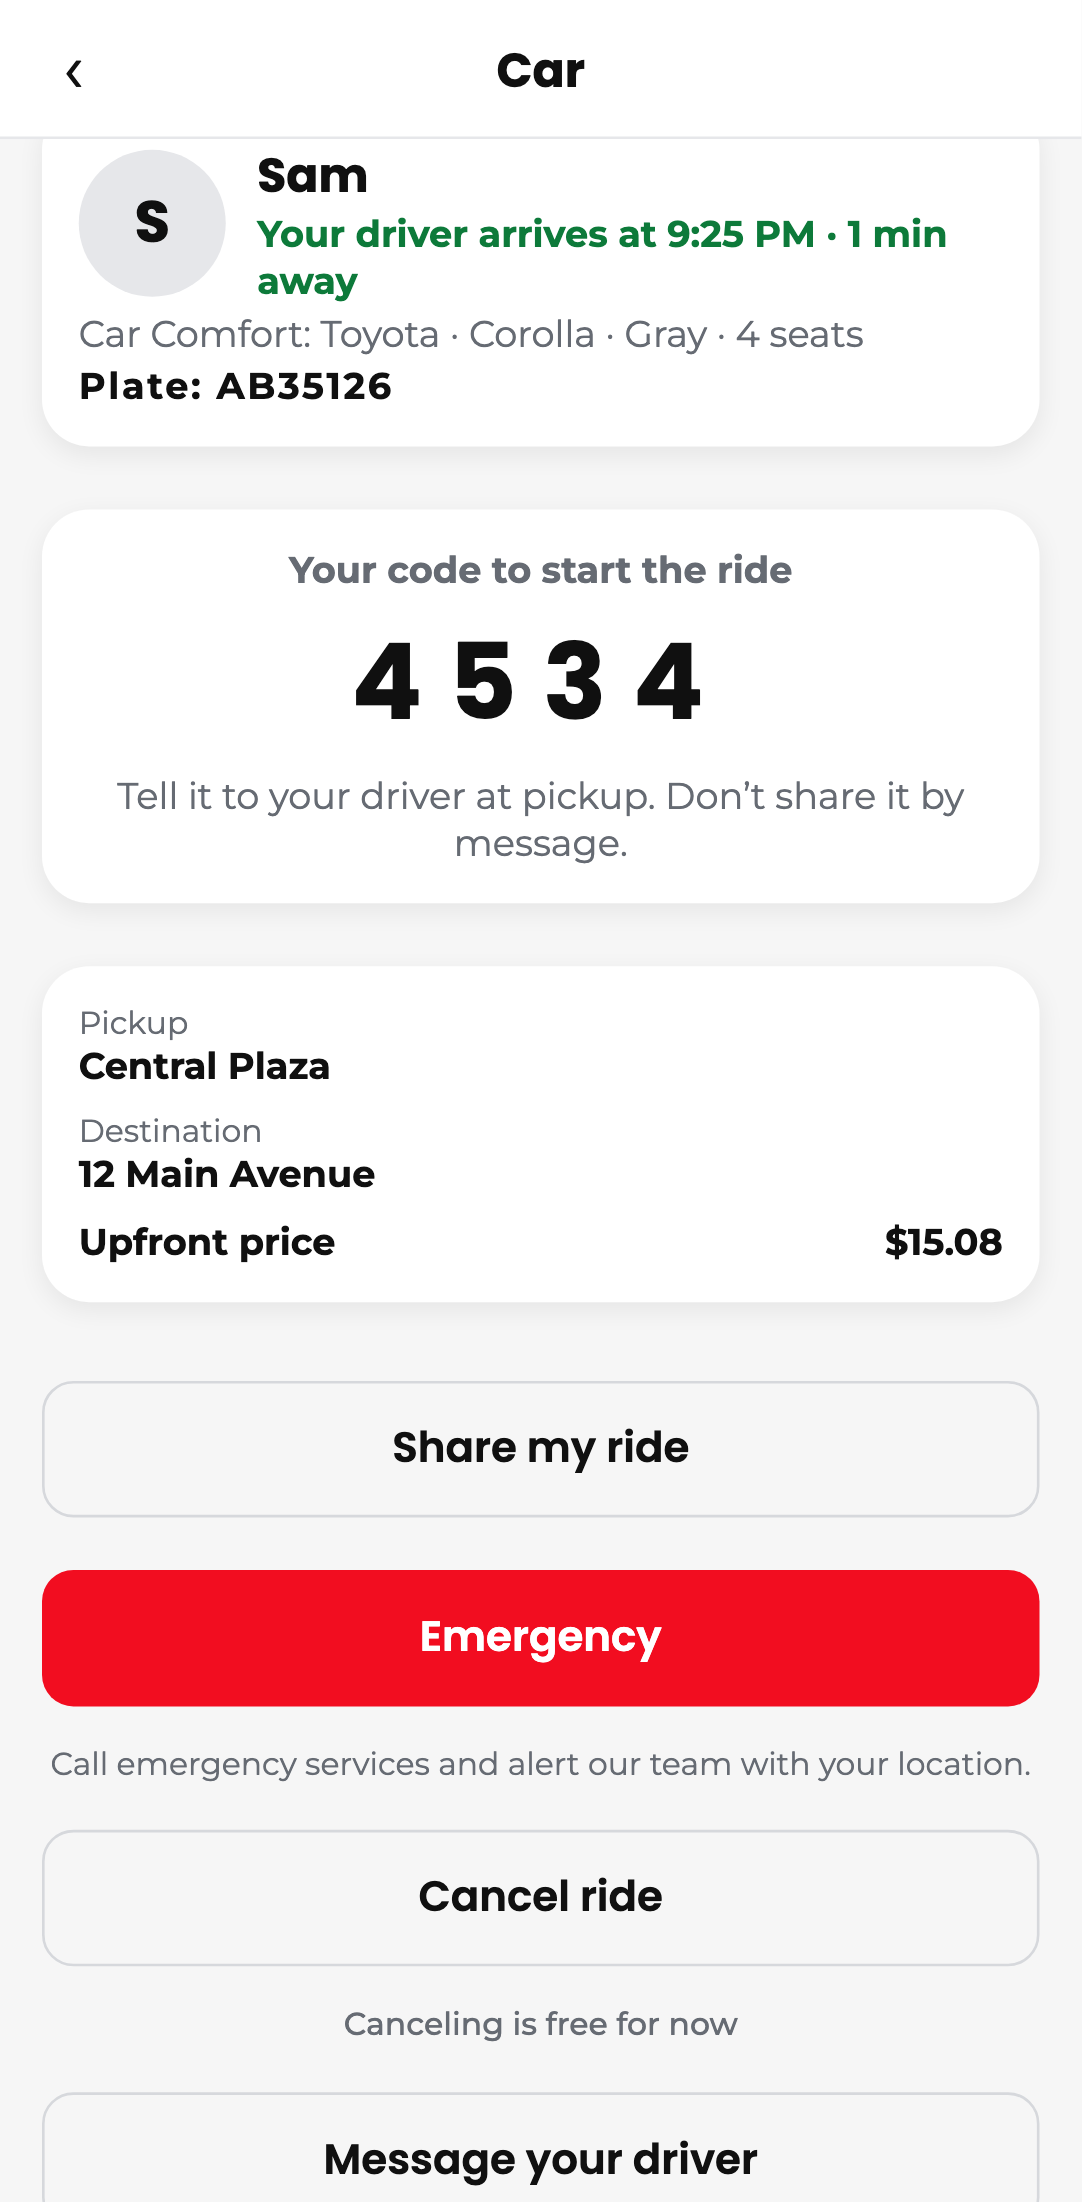 ‹
Car
S
Sam
Your driver arrives at 9:25 PM · 1 min
away
Car Comfort: Toyota · Corolla · Gray · 4 seats
Plate: AB35126
Your code to start the ride
4 5 3 4
Tell it to your driver at pickup. Don’t share it by
message.
Pickup
Central Plaza
Destination
12 Main Avenue
Upfront price $15.08
Share my ride
Emergency
Call emergency services and alert our team with your location.
Cancel ride
Canceling is free for now
Message your driver